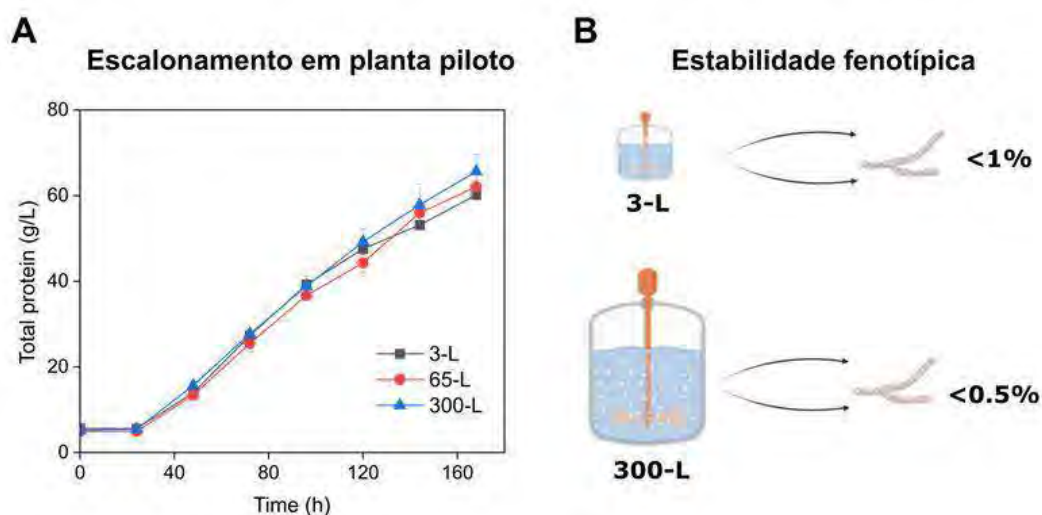 A
Escalonamento em planta piloto
80
60
40
20
0
Total protein (g/L)
3-L
65-L
300-L
0 40 80 120 160
Time (h)
B
Estabilidade fenotípica
3-L
<1%
300-L
<0.5%